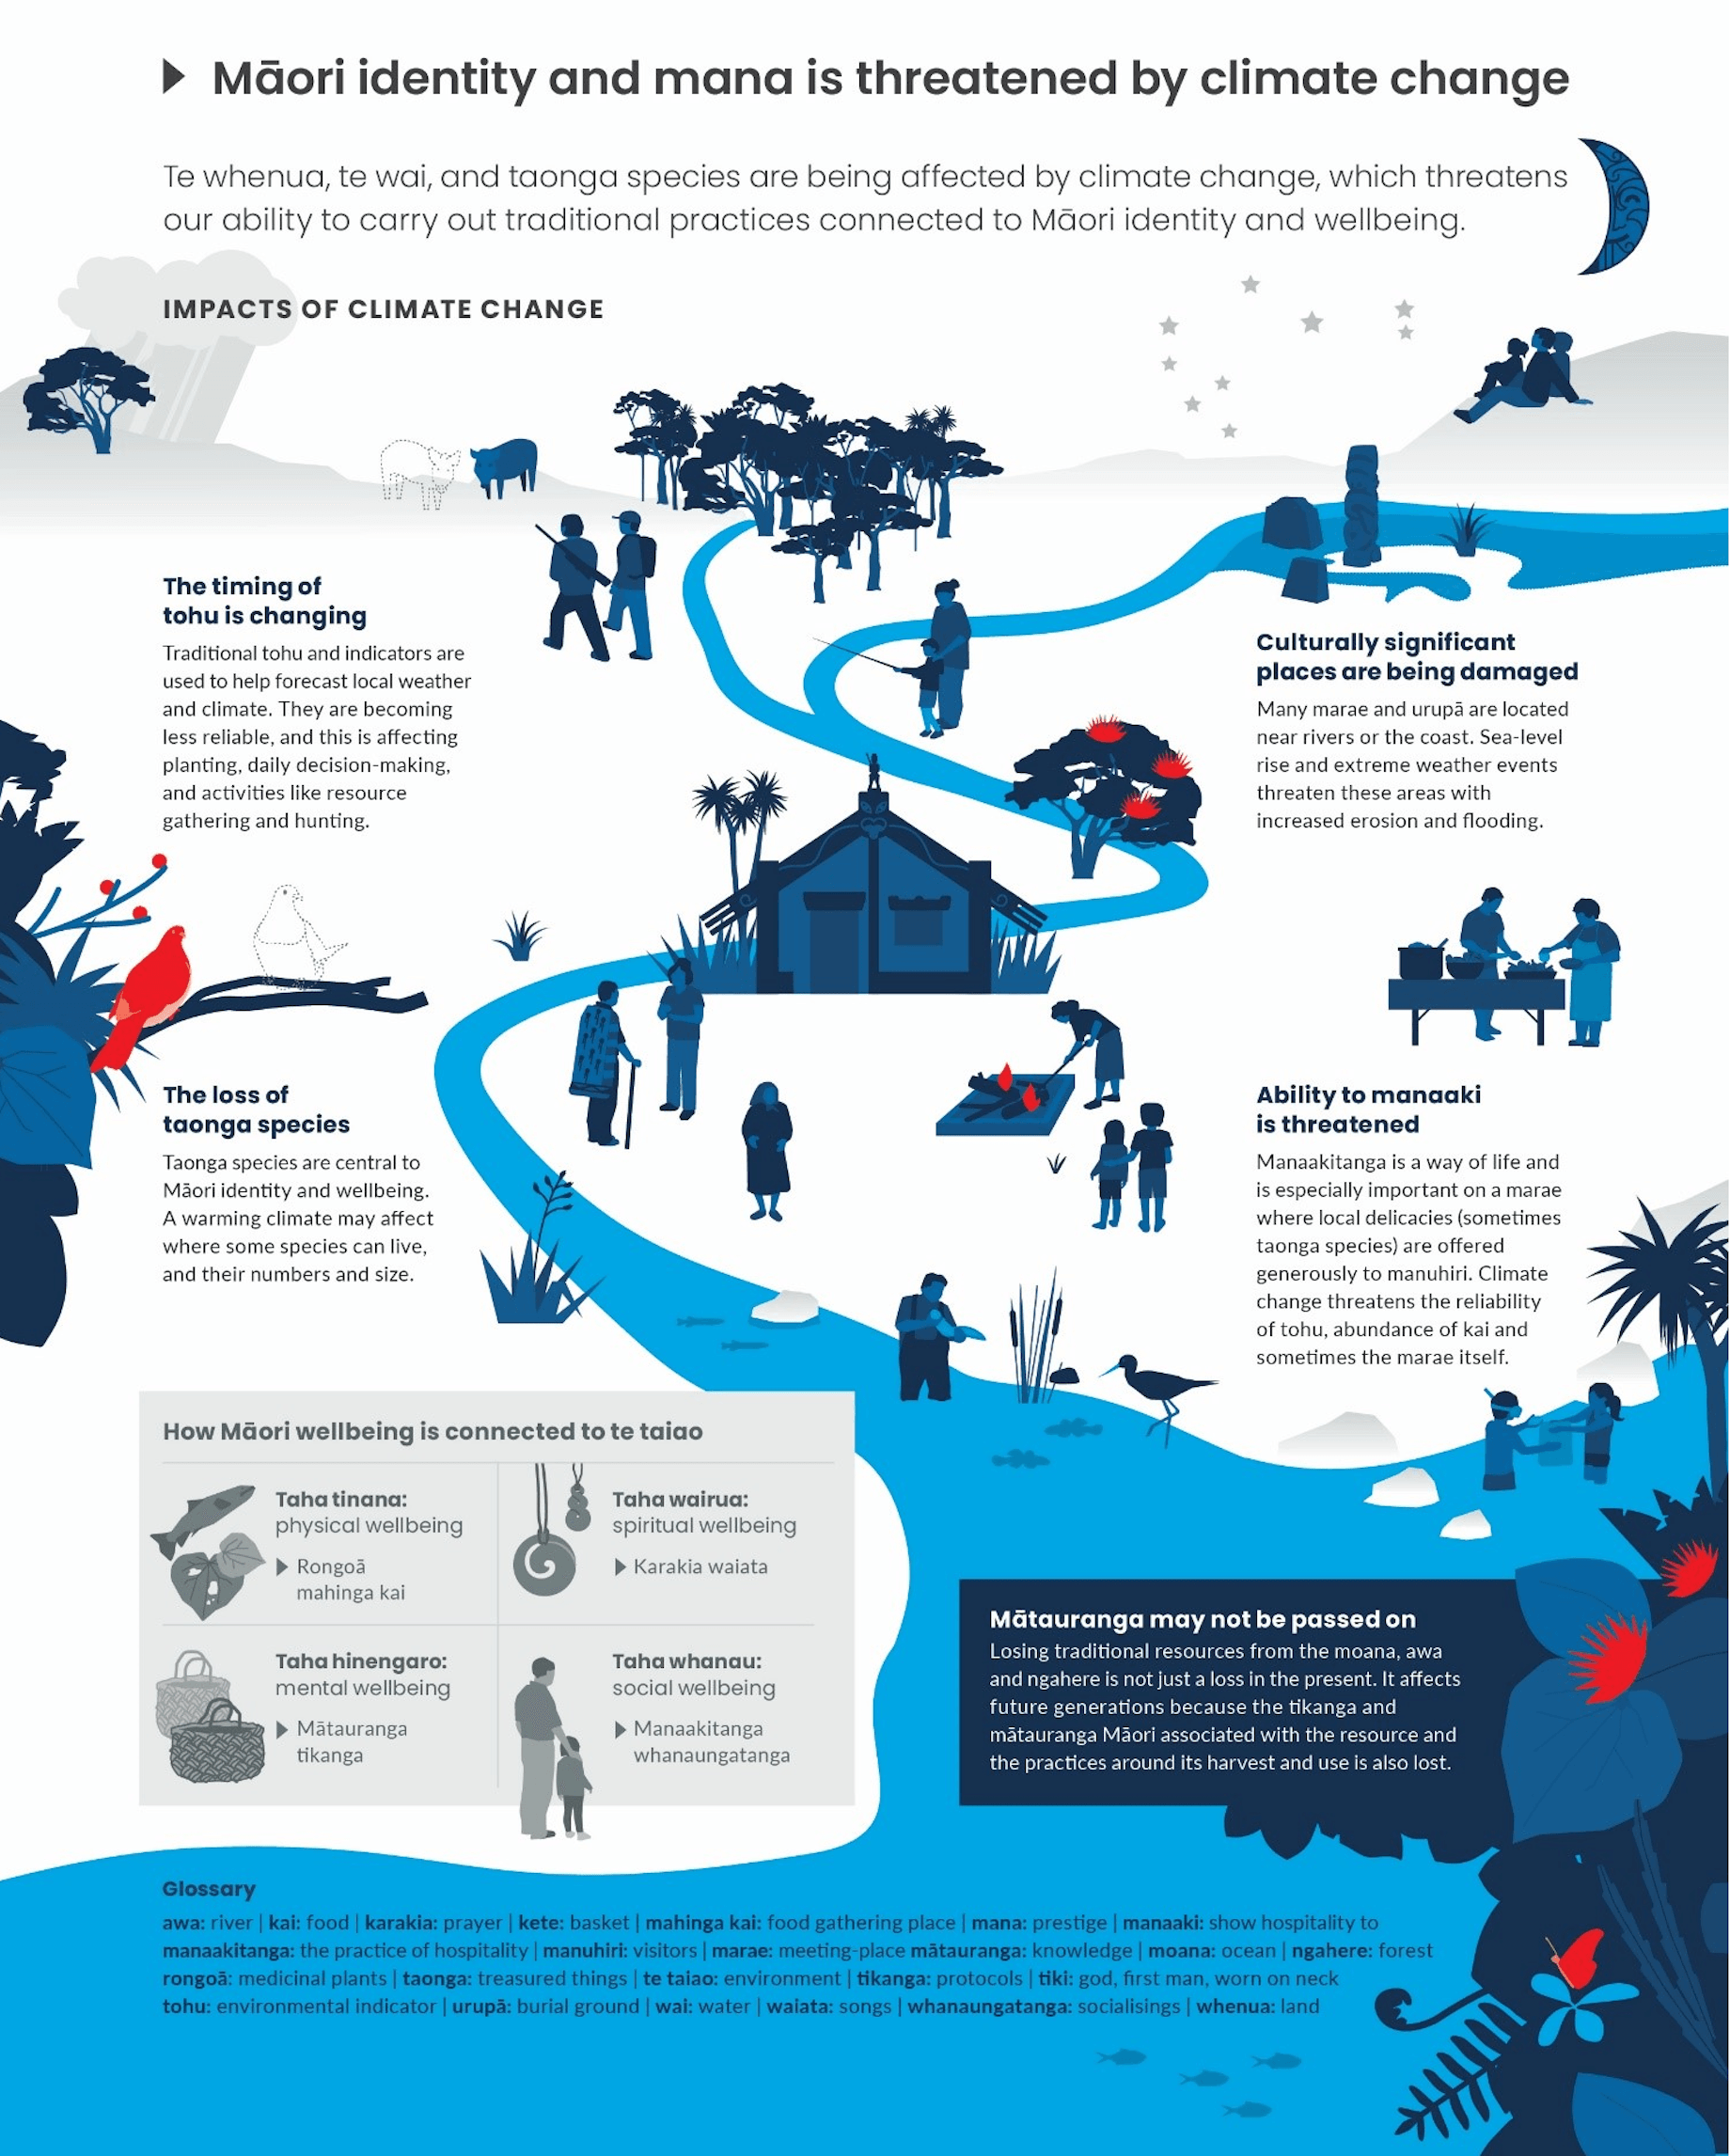 Māori identity and mana is threatened by climate change
Te whenua, te wai, and taonga species are being affected by climate change, which threatens
our ability to carry out traditional practices connected to Māori identity and wellbeing.
IMPACTS OF CLIMATE CHANGE
The timing of
tohu is changing
Traditional tohu and indicators are
used to help forecast local weather
and climate. They are becoming
less reliable, and this is affecting
planting, daily decision-making,
and activities like resource
gathering and hunting.
Culturally significant
places are being damaged
Many marae and urupā are located
near rivers or the coast. Sea-level
rise and extreme weather events
threaten these areas with
increased erosion and flooding.
The loss of
taonga species
Taonga species are central to
Māori identity and wellbeing.
A warming climate may affect
where some species can live,
and their numbers and size.
Ability to manaaki
is threatened
Manaakitanga is a way of life and
is especially important on a marae
where local delicacies (sometimes
taonga species) are offered
generously to manuhiri. Climate
change threatens the reliability
of tohu, abundance of kai and
sometimes the marae itself.
How Māori wellbeing is connected to te taiao
Taha tinana:
physical wellbeing
Rongoā
mahinga kai
Taha wairua:
spiritual wellbeing
Karakia waiata
Taha hinengaro:
mental wellbeing
Mātauranga
tikanga
Taha whanau:
social wellbeing
Manaakitanga
whanaungatanga
Mātauranga may not be passed on
Losing traditional resources from the moana, awa
and ngahere is not just a loss in the present. It affects
future generations because the tikanga and
mātauranga Māori associated with the resource and
the practices around its harvest and use is also lost.
Glossary
awa: river | kai: food | karakia: prayer | kete: basket | mahinga kai: food gathering place | mana: prestige | manaaki: show hospitality to
manaakitanga: the practice of hospitality | manuhiri: visitors | marae: meeting-place mātauranga: knowledge | moana: ocean | ngahere: forest
rongoā: medicinal plants | taonga: treasured things | te taiao: environment | tikanga: protocols | tiki: god, first man, worn on neck
tohu: environmental indicator | urupā: burial ground | wai: water | waiata: songs | whanaungatanga: socialisings | whenua: land